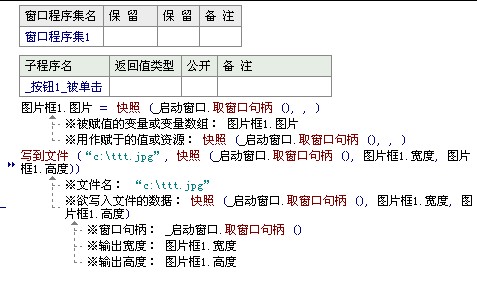 窗口程序集名 保 留 保 留 备 注
窗口程序集1
子程序名 返回值类型 公开 备 注
_按钮1_被单击
图片框1.图片 = 快照 (_启动窗口.取窗口句柄 (), , )
※被赋值的变量或变量数组: 图片框1.图片
※用作赋于的值或资源: 快照 (_启动窗口.取窗口句柄 (), , )
写到文件 (“c:\ttt.jpg”, 快照 (_启动窗口.取窗口句柄 (), 图片框1.宽度, 图
片框1.高度))
※文件名: “c:\ttt.jpg”
※欲写入文件的数据: 快照 (_启动窗口.取窗口句柄 (), 图片框1.宽度, 图
片框1.高度)
※窗口句柄: _启动窗口.取窗口句柄 ()
※输出宽度: 图片框1.宽度
※输出高度: 图片框1.高度